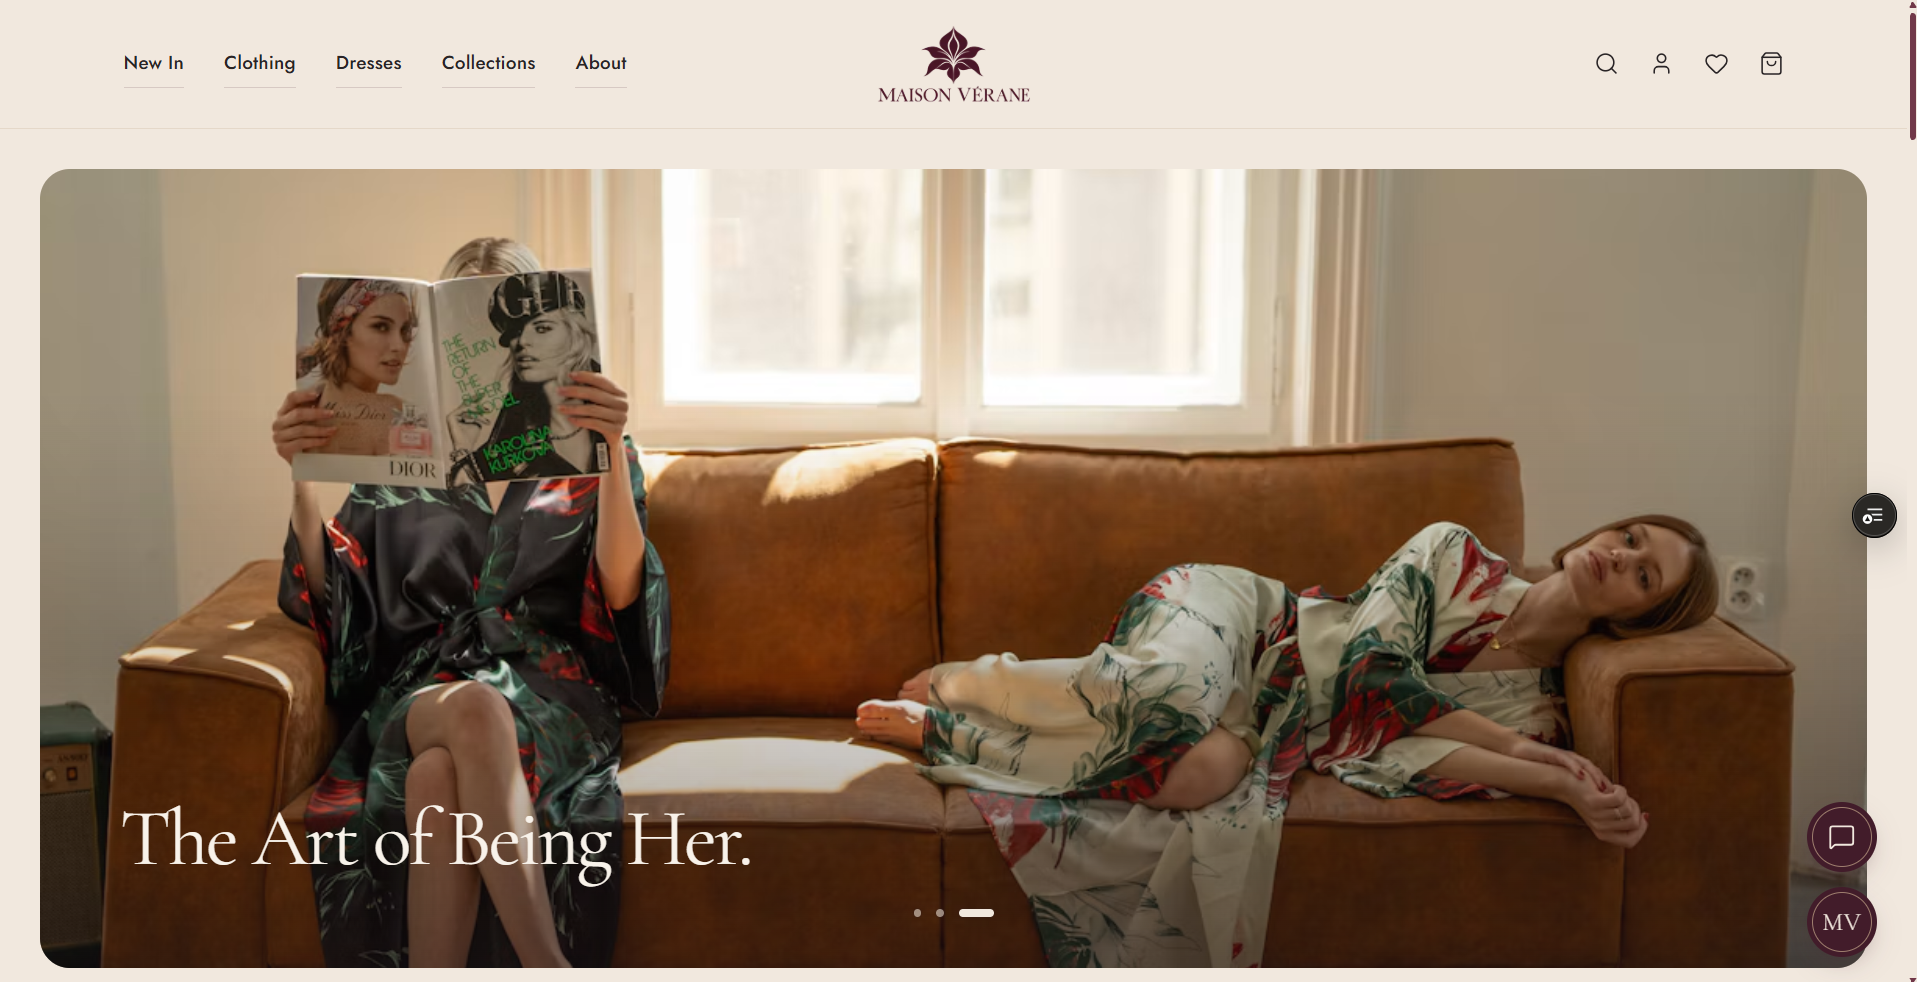 New In
Clothing
Dresses
Collections
About
MAISON VÉRANE
THE
RETURN
OF
THE
SUPER
MODEL
Miss Dior
KAROLINA
KURKOVA
DIOR
The Art of Being Her.
MV